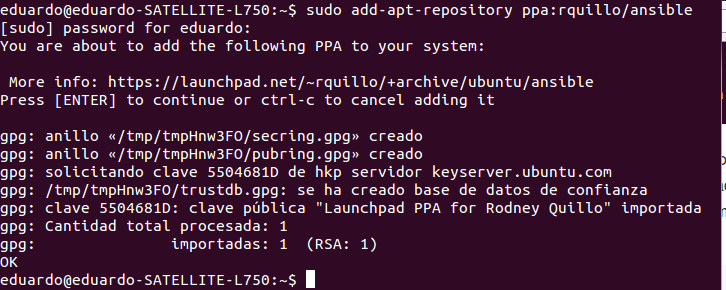 eduardo@eduardo-SATELLITE-L750:~$ sudo add-apt-repository ppa:rquillo/ansible
[sudo] password for eduardo:
You are about to add the following PPA to your system:
More info: https://launchpad.net/~rquillo/+archive/ubuntu/ansible
Press [ENTER] to continue or ctrl-c to cancel adding it
gpg: anillo «/tmp/tmpHnw3FO/secring.gpg» creado
gpg: anillo «/tmp/tmpHnw3FO/pubring.gpg» creado
gpg: solicitando clave 5504681D de hkp servidor keyserver.ubuntu.com
gpg: /tmp/tmpHnw3FO/trustdb.gpg: se ha creado base de datos de confianza
gpg: clave 5504681D: clave pública "Launchpad PPA for Rodney Quillo" importada
gpg: Cantidad total procesada: 1
gpg: importadas: 1 (RSA: 1)
OK
eduardo@eduardo-SATELLITE-L750:~$